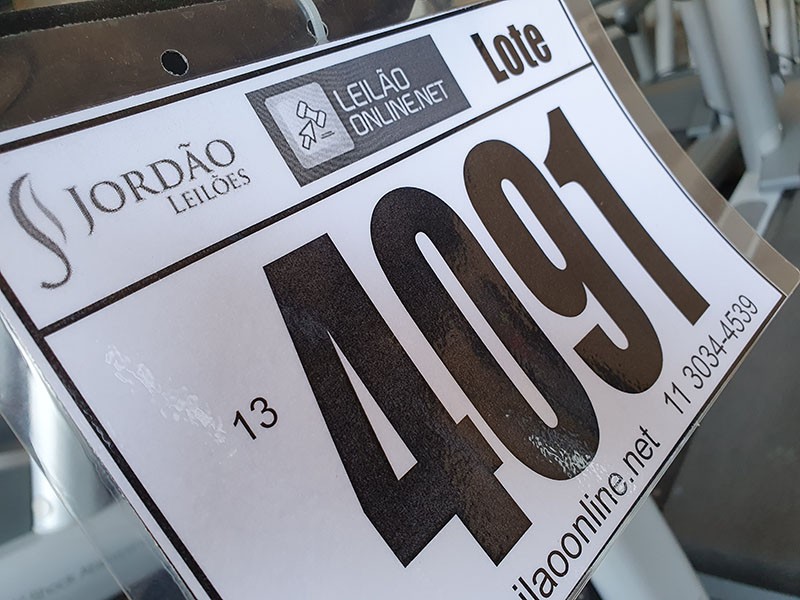 JORDÃO
LEILÕES
LEILÃO
ONLINE.NET
Lote
13
4091
ilaoonline.net
11 3034-4539